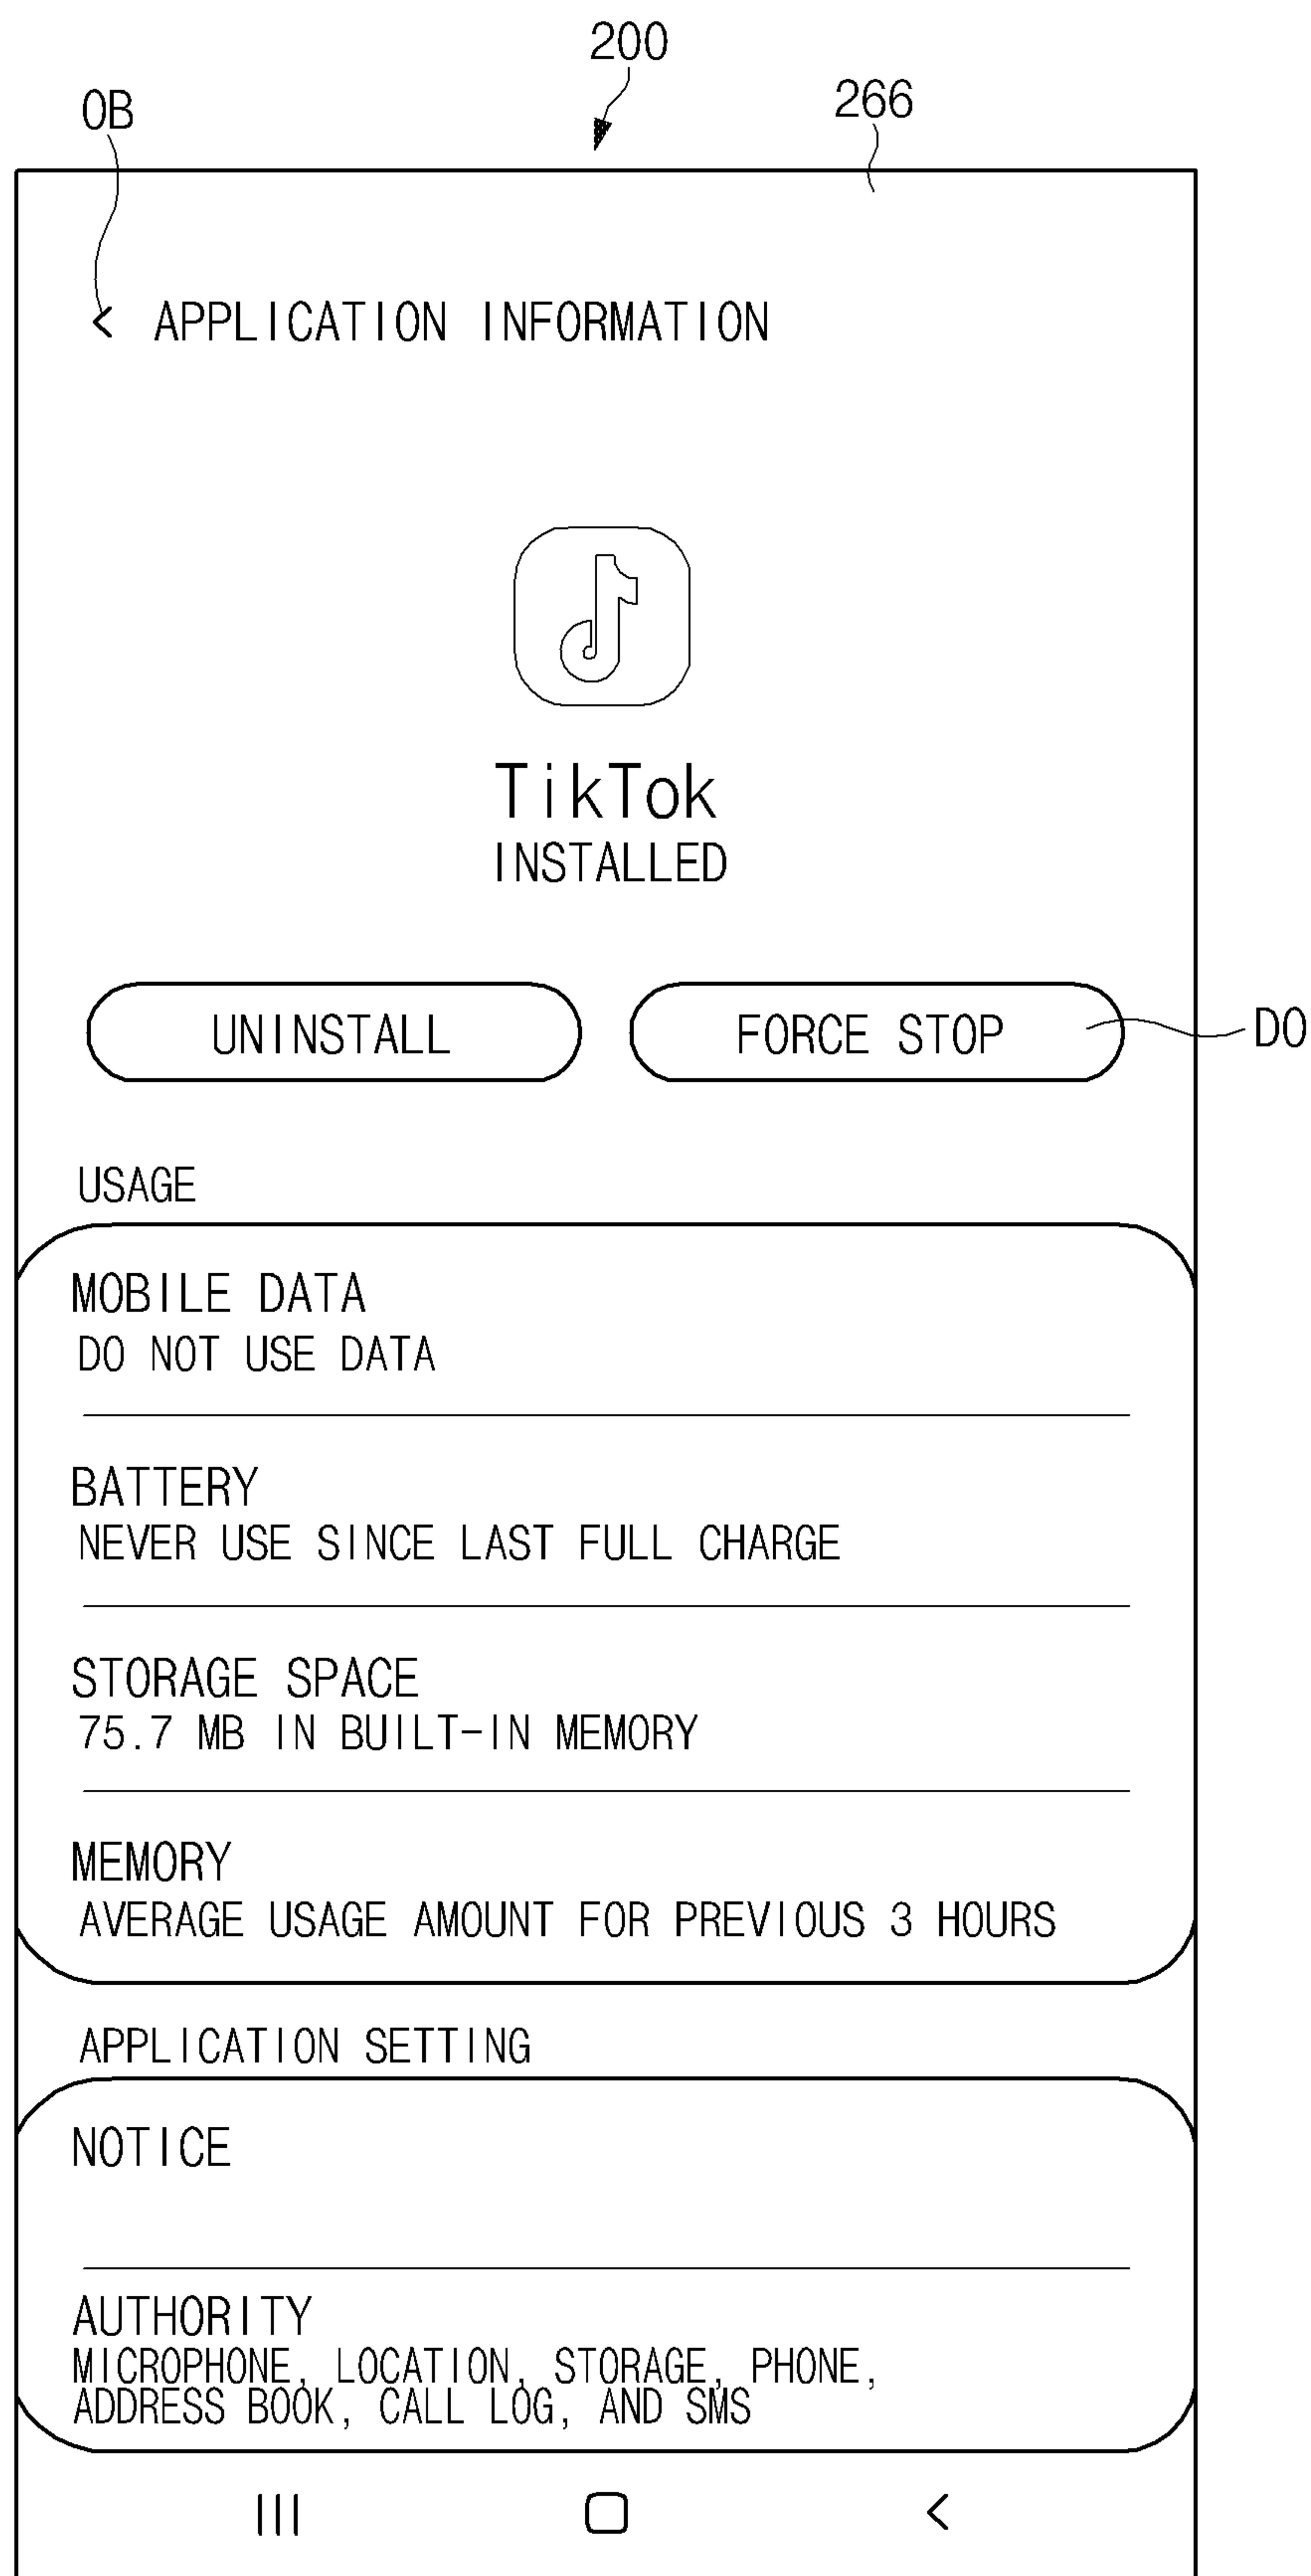 200
OB
266
< APPLICATION INFORMATION
TikTok
INSTALLED
UNINSTALL
FORCE STOP
DO
USAGE
MOBILE DATA
DO NOT USE DATA
BATTERY
NEVER USE SINCE LAST FULL CHARGE
STORAGE SPACE
75.7 MB IN BUILT-IN MEMORY
MEMORY
AVERAGE USAGE AMOUNT FOR PREVIOUS 3 HOURS
APPLICATION SETTING
NOTICE
AUTHORITY
MICROPHONE, LOCATION, STORAGE, PHONE,
ADDRESS BOOK, CALL LOG, AND SMS